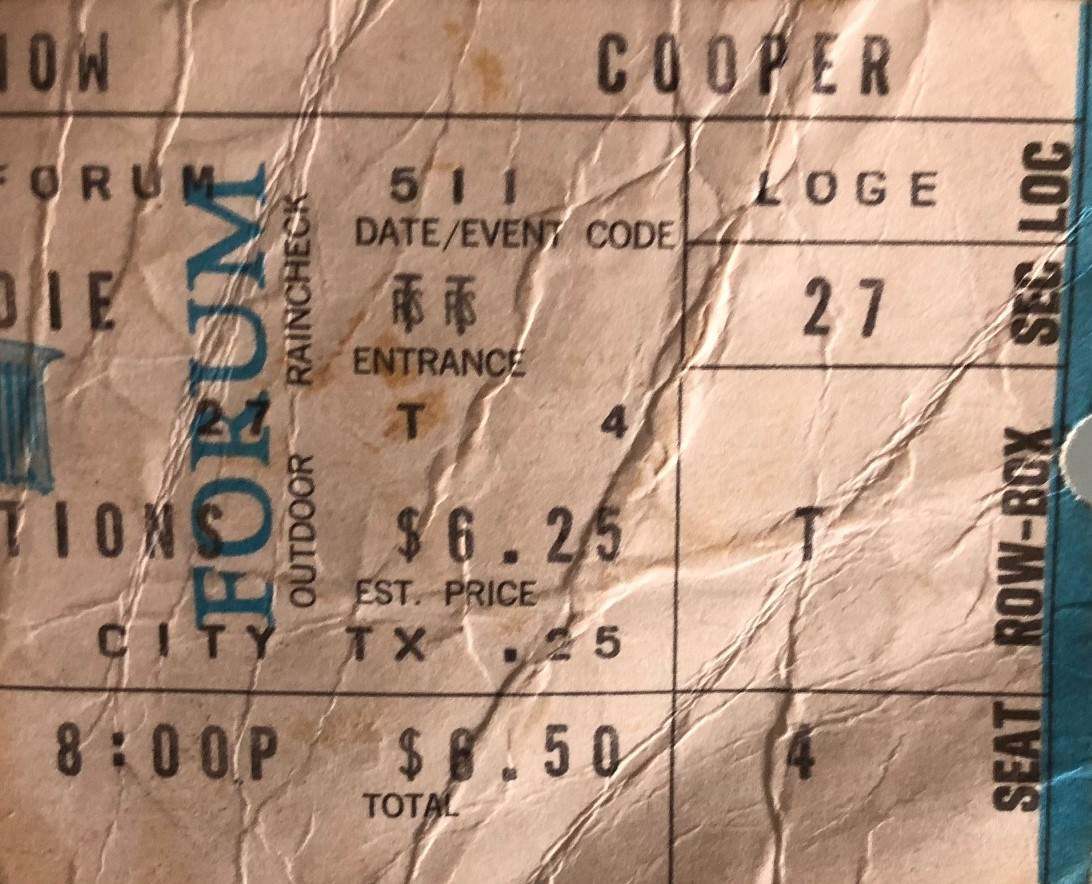 OW COOPER
FORUM 511 LOGE
DATE/EVENT CODE
DIE 27
ENTRANCE
27 T 4
TIONS $6.25 T
EST. PRICE
CITY TX .25
8:00P $6.50 4
TOTAL
FORUM
OUTDOOR RAINCHECK
LOC
SEC
ROW-BOX
SEAT